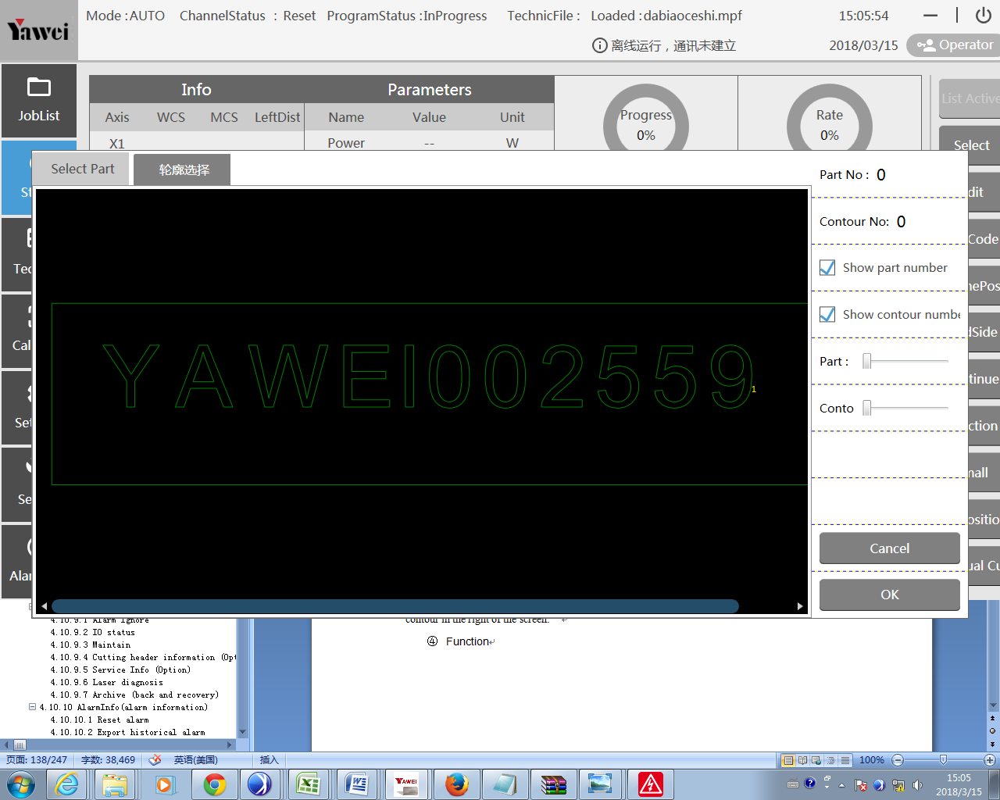 Yawei
Mode :AUTO ChannelStatus : Reset ProgramStatus :InProgress TechnicFile : Loaded :dabiaoceshi.mpf 15:05:54
离线运行，通讯未建立 2018/03/15 Operator
JobList
Info Parameters
Axis WCS MCS LeftDist Name Value Unit
X1 Power -- W
Progress
0%
Rate
0%
List Active
Select
Select Part 轮廓选择
Part No : 0
Contour No: 0
Show part number
Show contour numbe
Part :
Conto
YAWEI002559
1
Cancel
OK
St
Tec
Cal
Set
Se
Alar
dit
Code
nePos
dSide
tinue
ction
nall
ositio
ual Cu
4.10.9.1 Alarm Ignore
4.10.9.2 IO status
4.10.9.3 Maintain
4.10.9.4 Cutting header information (Opt
4.10.9.5 Service Info (Option)
4.10.9.6 Laser diagnosis
4.10.9.7 Archive (back and recovery)
4.10.10 AlarmInfo(alarm information)
4.10.10.1 Reset alarm
4.10.10.2 Export historical alarm
contour in the right of the screen.
④ Function
页面: 138/247 字数: 38,469 英语(美国) 插入 100%
YAWEI
15:05
2018/3/15